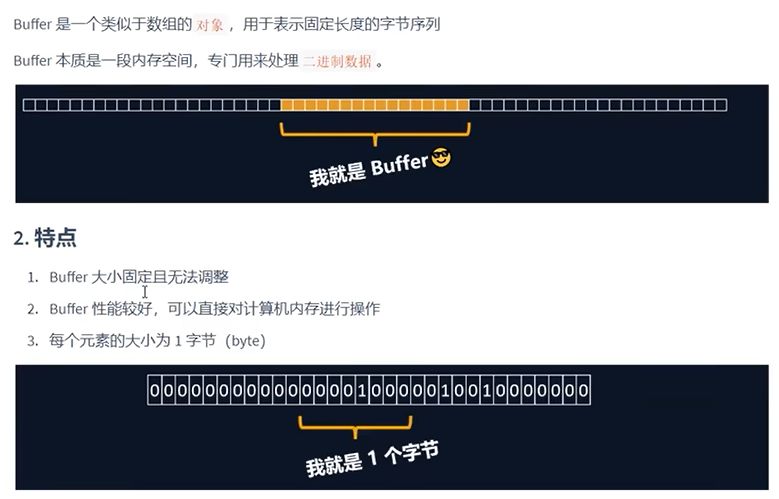 Buffer 是一个类似于数组的 对象 ，用于表示固定长度的字节序列
Buffer 本质是一段内存空间，专门用来处理 二进制数据 。
我就是 Buffer😎
2. 特点
1. Buffer 大小固定且无法调整
2. Buffer 性能较好，可以直接对计算机内存进行操作
3. 每个元素的大小为 1 字节（byte）
00000000000000010000010010000000
我就是 1 个字节